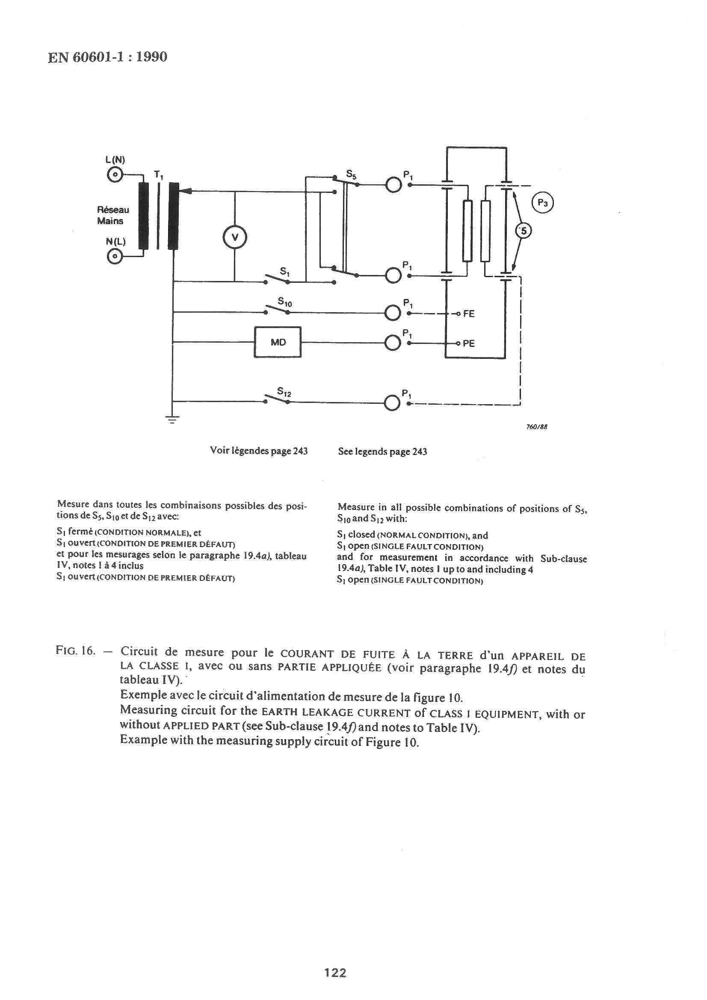 EN 60601-1 : 1990
L(N)
T1
Réseau
Mains
N(L)
V
S1
S5
P1
P1
P3
5
S10
P1
FE
MD
P1
PE
S12
P1
760/88
Voir légendes page 243
See legends page 243
Mesure dans toutes les combinaisons possibles des posi-
tions de S5, S10 et de S12 avec:
S1 fermé (CONDITION NORMALE), et
S1 ouvert (CONDITION DE PREMIER DÉFAUT)
et pour les mesurages selon le paragraphe 19.4a), tableau
IV, notes 1 à 4 inclus
S1 ouvert (CONDITION DE PREMIER DÉFAUT)
Measure in all possible combinations of positions of S5,
S10 and S12 with:
S1 closed (NORMAL CONDITION), and
S1 open (SINGLE FAULT CONDITION)
and for measurement in accordance with Sub-clause
19.4a), Table IV, notes 1 up to and including 4
S1 open (SINGLE FAULT CONDITION)
FIG. 16. — Circuit de mesure pour le COURANT DE FUITE À LA TERRE d'un APPAREIL DE
LA CLASSE I, avec ou sans PARTIE APPLIQUÉE (voir paragraphe 19.4f) et notes du
tableau IV).
Exemple avec le circuit d'alimentation de mesure de la figure 10.
Measuring circuit for the EARTH LEAKAGE CURRENT of CLASS I EQUIPMENT, with or
without APPLIED PART (see Sub-clause 19.4f) and notes to Table IV).
Example with the measuring supply circuit of Figure 10.
122